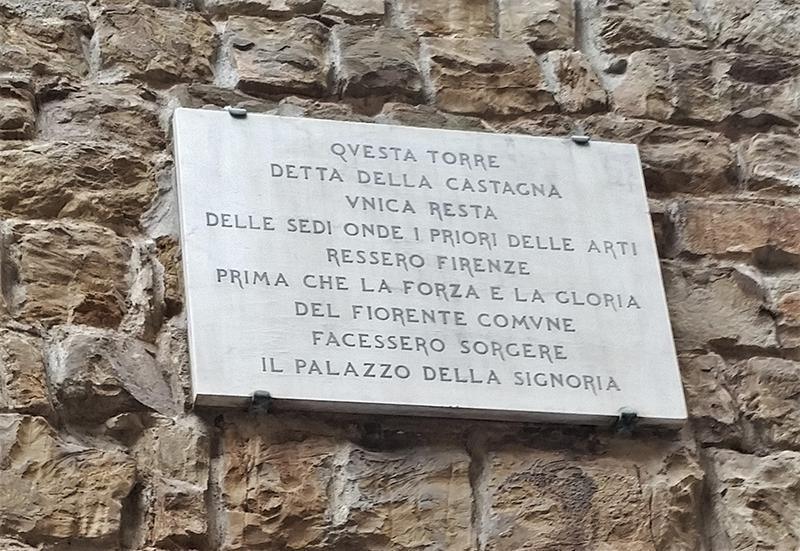 QVESTA TORRE
DETTA DELLA CASTAGNA
VNICA RESTA
DELLE SEDI ONDE I PRIORI DELLE ARTI
RESSERO FIRENZE
PRIMA CHE LA FORZA E LA GLORIA
DEL FIORENTE COMVNE
FACESSERO SORGERE
IL PALAZZO DELLA SIGNORIA